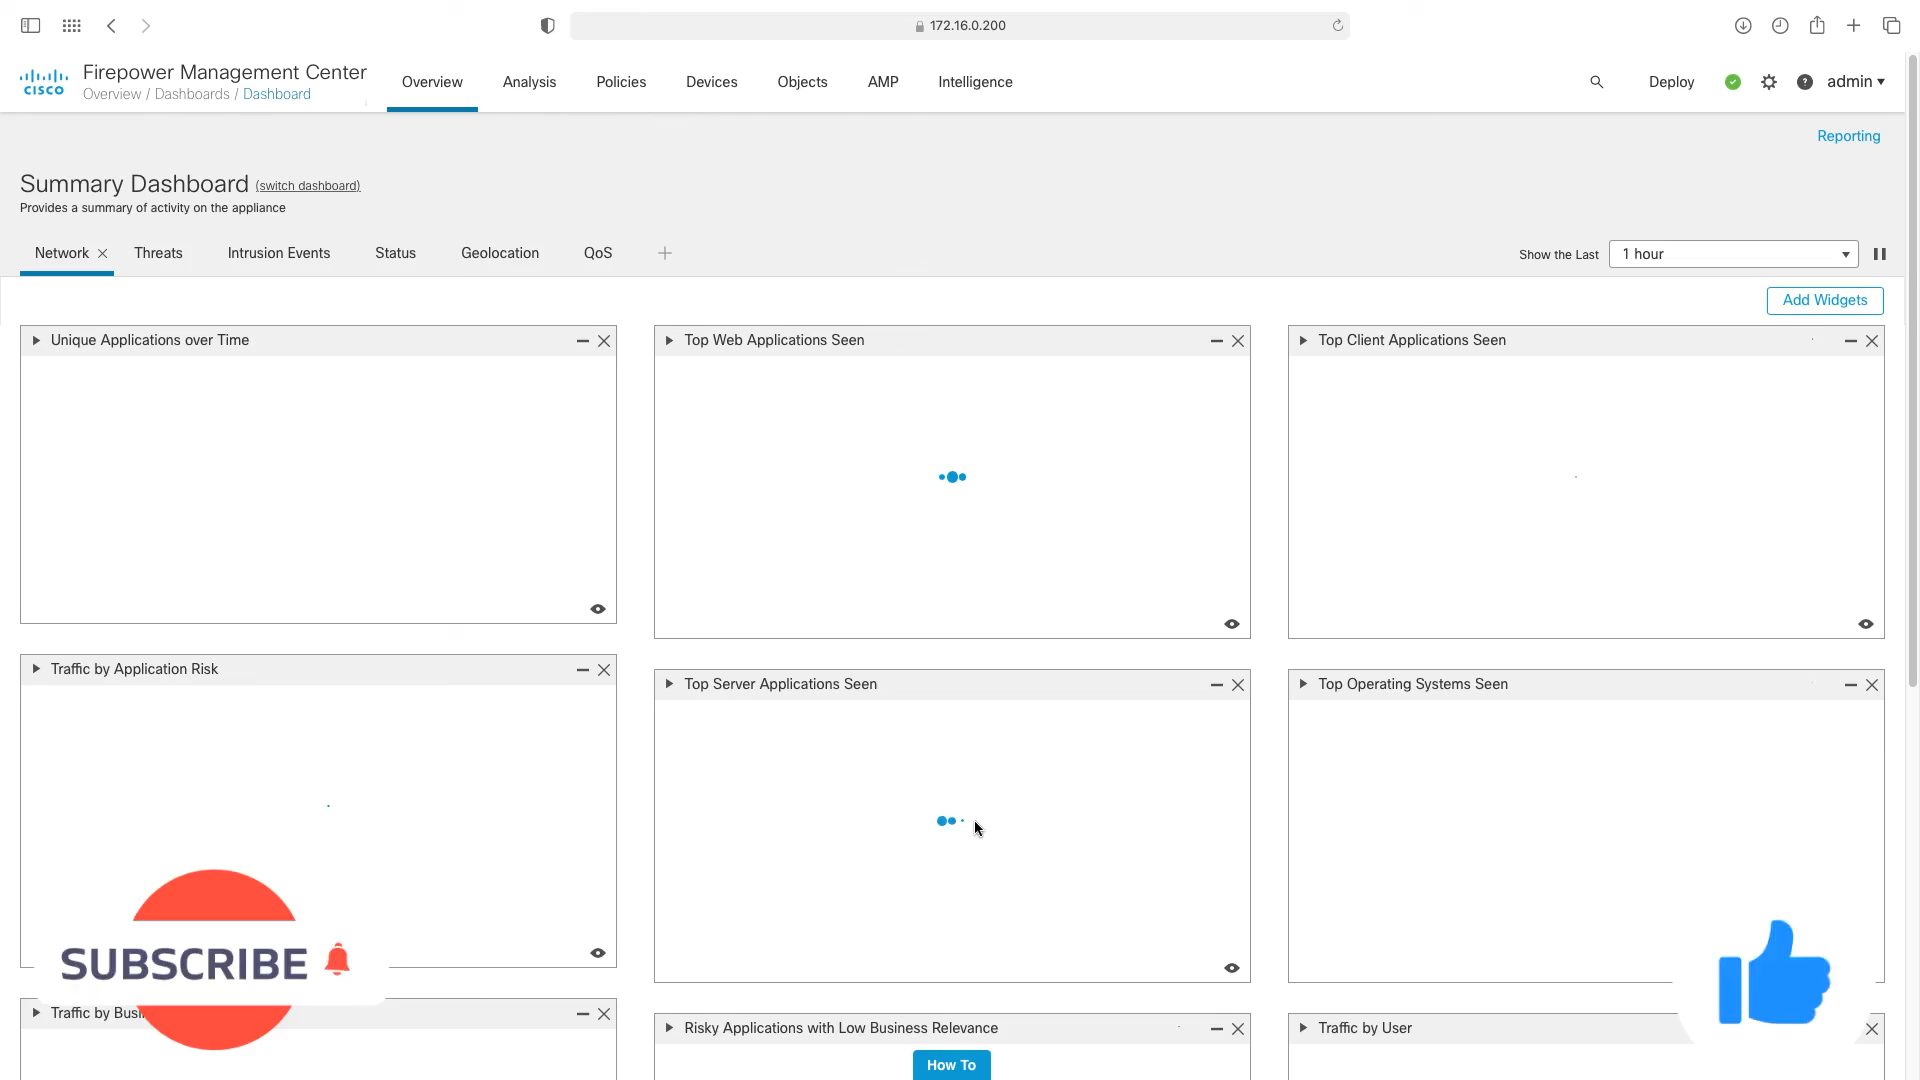 172.16.0.200
Firepower Management Center
Overview / Dashboards / Dashboard
Overview Analysis Policies Devices Objects AMP Intelligence
Deploy
admin
cisco
Reporting
Summary Dashboard (switch dashboard)
Provides a summary of activity on the appliance
Network Threats Intrusion Events Status Geolocation QoS
Show the Last 1 hour
Add Widgets
Unique Applications over Time
Top Web Applications Seen
Top Client Applications Seen
Traffic by Application Risk
Top Server Applications Seen
Top Operating Systems Seen
SUBSCRIBE
Traffic by Busi
Risky Applications with Low Business Relevance
Traffic by User
How To